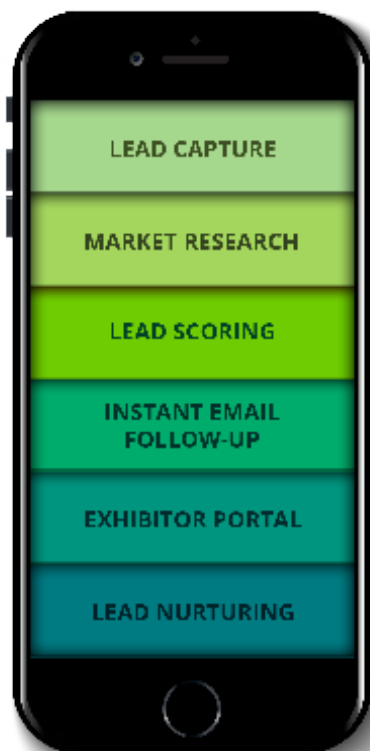 LEAD CAPTURE
MARKET RESEARCH
LEAD SCORING
INSTANT EMAIL
FOLLOW-UP
EXHIBITOR PORTAL
LEAD NURTURING